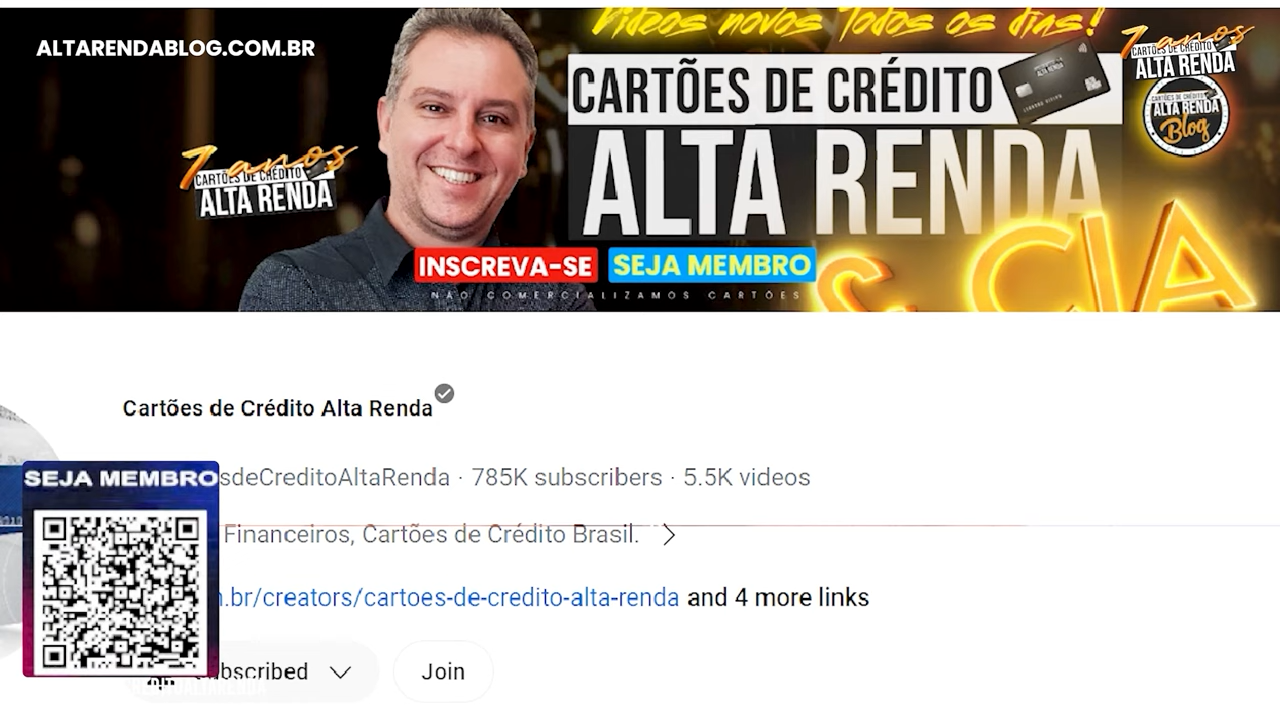 Vídeos novos Todos os dias!
ALTARENDABLOG.COM.BR
7 anos
CARTÕES DE CRÉDITO
ALTA RENDA
CARTÕES DE CRÉDITO
ALTA RENDA
Blog
CARTÕES DE CRÉDITO
ALTA RENDA
& CIA
7 anos
CARTÕES DE CRÉDITO
ALTA RENDA
INSCREVA-SE
SEJA MEMBRO
NÃO COMERCIALIZAMOS CARTÕES
Cartões de Crédito Alta Renda
SEJA MEMBRO
sdeCreditoAltaRenda · 785K subscribers · 5.5K videos
Financeiros, Cartões de Crédito Brasil.
.br/creators/cartoes-de-credito-alta-renda and 4 more links
bscribed
Join